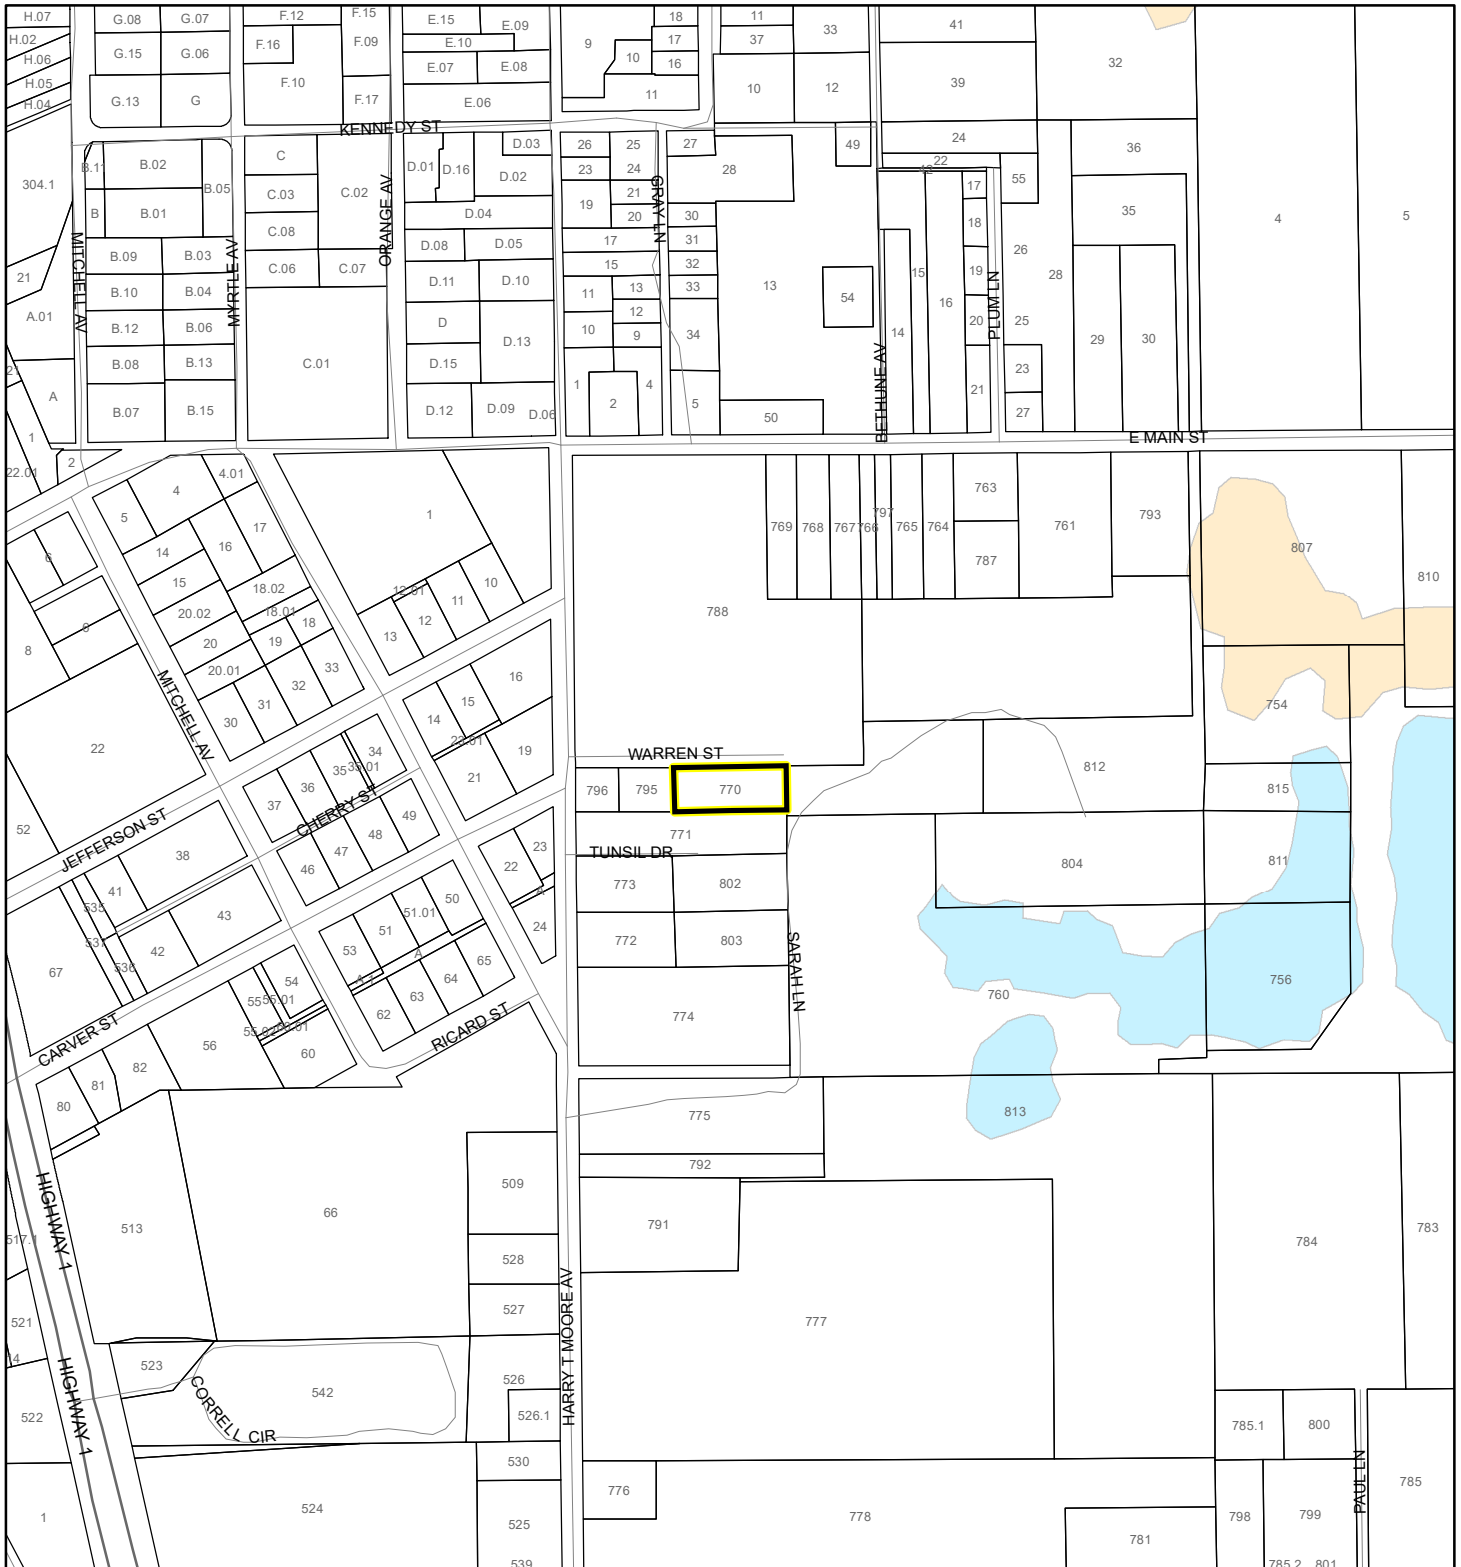 H.07
G.08
G.07
F.12
F.15
E.15
E.09
18
11
33
41
H.02
G.15
G.06
F.16
F.09
E.10
9
17
37
32
H.06
10
16
H.05
F.10
E.07
E.08
10
12
39
H.04
G.13
G
F.17
E.06
11
KENNEDY ST
B.02
C
D.01
D.16
D.03
26
25
27
49
24
36
304.1
B.05
C.03
C.02
D.02
23
24
28
22
55
17
B
B.01
C.08
D.04
19
21
20
30
18
35
4
5
MITCHELL AV
MYRTLE AV
ORANGE AV
GRAY LN
B.09
B.03
D.08
D.05
17
31
26
21
C.06
C.07
15
32
15
19
28
B.10
B.04
D.11
D.10
11
13
33
13
54
16
A.01
B.12
B.06
D
12
10
9
34
14
20
25
PLUM LN
C.01
D.13
29
30
B.08
B.13
D.15
BETHUNE AV
23
A
1
2
4
5
50
21
B.07
B.15
D.12
D.09
D.06
27
1
E MAIN ST
22.01
2
4.01
4
763
5
17
1
769
768
767
766
797
765
764
761
793
14
16
787
807
6
15
18.02
12.01
10
810
20.02
18.01
11
788
9
18
12
8
20
19
13
20.01
33
MITCHELL AV
32
16
31
15
754
30
14
22
34
23.01
19
WARREN ST
35
35.01
21
812
36
796
795
770
815
37
CHERRY ST
49
52
JEFFERSON ST
48
771
38
47
23
TUNSIL DR
46
22
804
811
41
773
802
535
50
A
43
51.01
24
537
51
42
53
772
803
SARAH LN
536
A
67
A.1
65
54
64
756
55
55.01
63
760
CARVER ST
62
RICARD ST
774
56
60
82
81
80
775
813
792
HIGHWAY 1
509
513
66
791
784
783
517.1
528
527
HARRY T MOORE AV
777
521
523
526
542
HIGHWAY 1
CORRELL CIR
522
526.1
785.1
800
530
PAUL LN
785
524
776
1
525
778
798
799
781
539
785.2
801